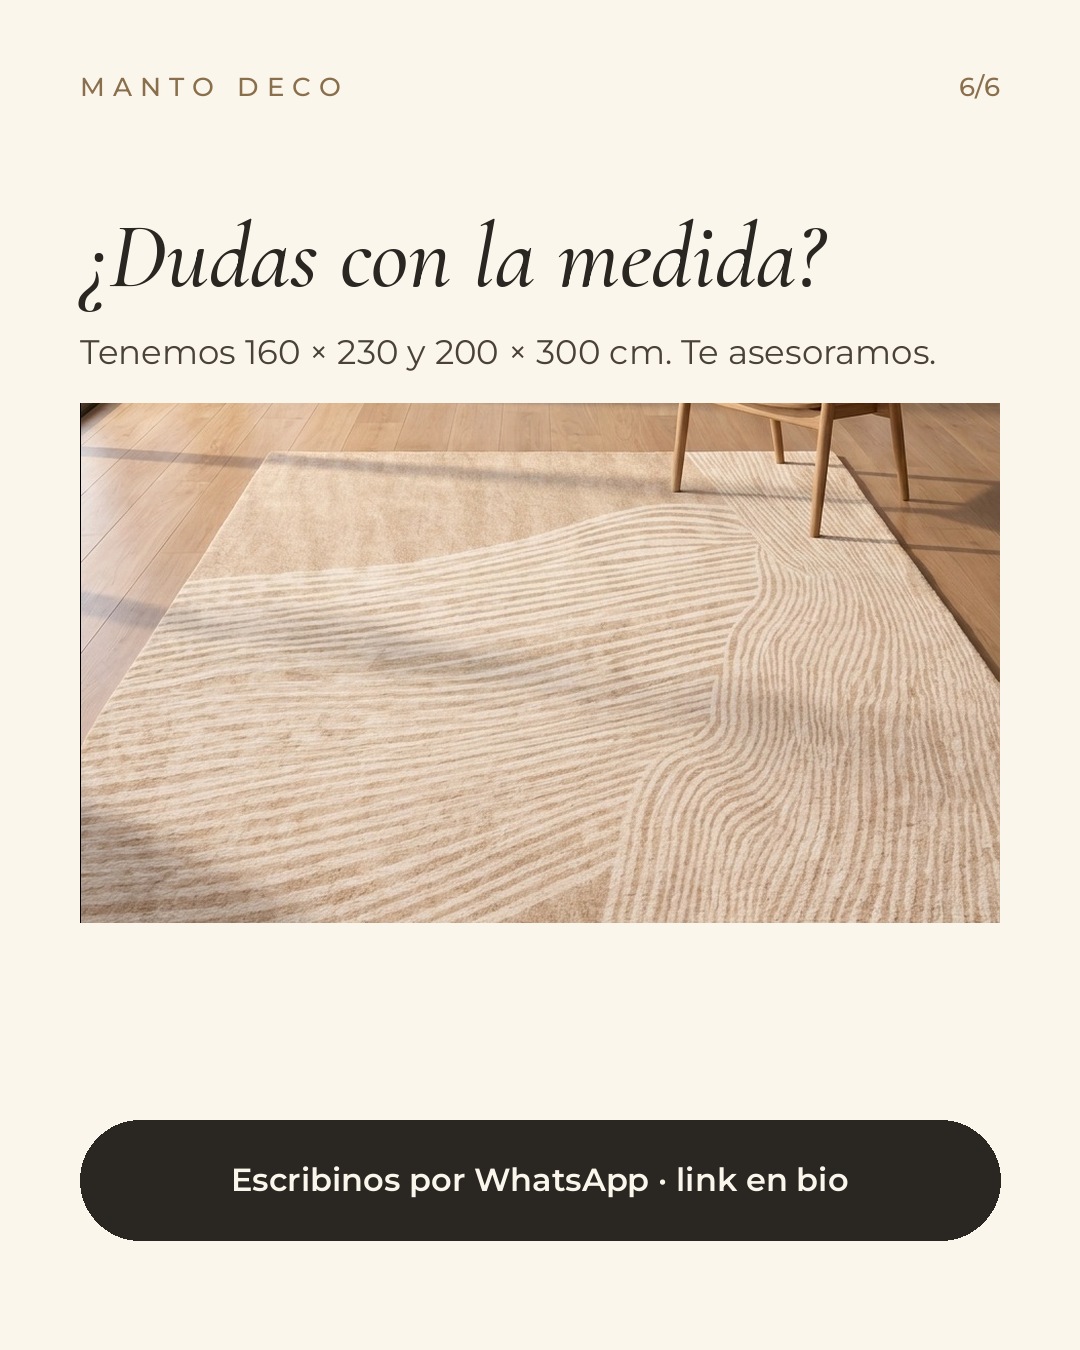 MANTO DECO
6/6
¿Dudas con la medida?
Tenemos 160 × 230 y 200 × 300 cm. Te asesoramos.
Escribinos por WhatsApp · link en bio